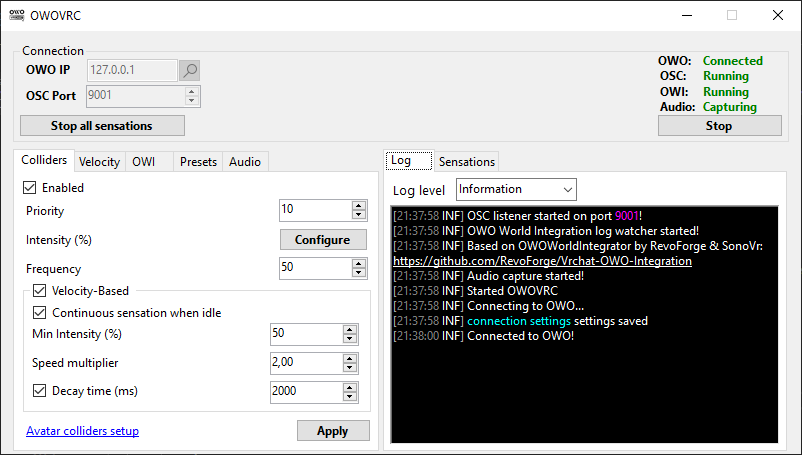 OWOVRC
Connection
OWO IP 127.0.0.1
OSC Port 9001
Stop all sensations
OWO: Connected
OSC: Running
OWI: Running
Audio: Capturing
Stop
Colliders Velocity OWI Presets Audio
Enabled
Priority 10
Intensity (%) Configure
Frequency 50
Velocity-Based
Continuous sensation when idle
Min Intensity (%) 50
Speed multiplier 2,00
Decay time (ms) 2000
Avatar colliders setup Apply
Log Sensations
Log level Information
[21:37:58 INF] OSC listener started on port 9001!
[21:37:58 INF] OWO World Integration log watcher started!
[21:37:58 INF] Based on OWOWorldIntegrator by RevoForge & SonoVr:
https://github.com/RevoForge/Vrchat-OWO-Integration
[21:37:58 INF] Audio capture started!
[21:37:58 INF] Started OWOVRC
[21:37:58 INF] Connecting to OWO...
[21:37:58 INF] connection settings settings saved
[21:38:00 INF] Connected to OWO!